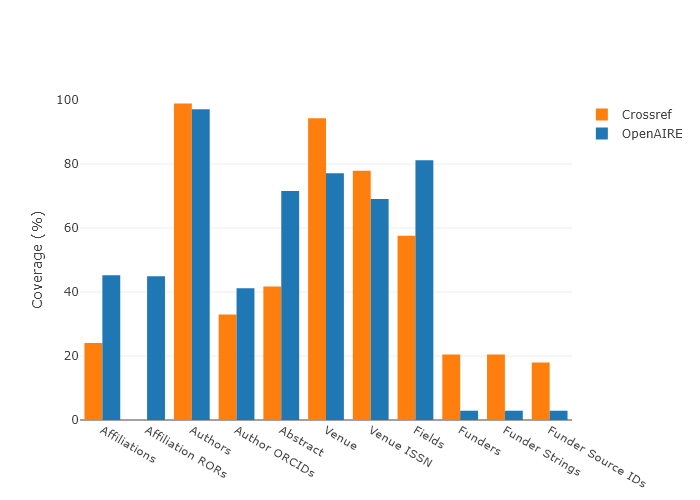 100
80
60
40
20
0
Coverage (%)
Crossref
OpenAIRE
Affiliations
Affiliation RORs
Authors
Author ORCIDs
Abstract
Venue
Venue ISSN
Fields
Funders
Funder Strings
Funder Source IDs